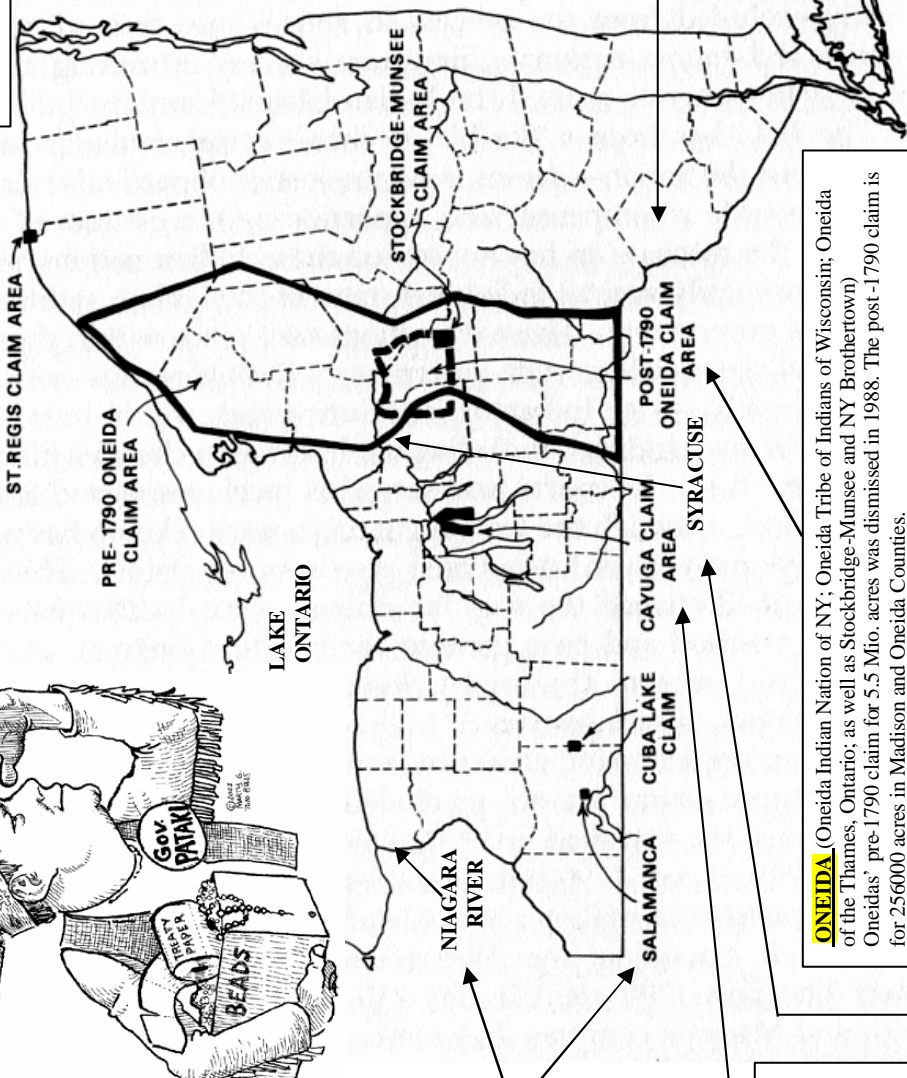 ST. REGIS CLAIM AREA
PRE-1790 ONEIDA
CLAIM AREA
LAKE
ONTARIO
STOCKBRIDGE-MUNSEE
CLAIM AREA
Gov.
PATAKI
TREATY
PAPER
BEADS
NIAGARA
RIVER
SALAMANCA
CUBA LAKE
CLAIM
CAYUGA CLAIM
AREA
SYRACUSE
POST-1790
ONEIDA CLAIM
AREA
ONEIDA (Oneida Indian Nation of NY; Oneida Tribe of Indians of Wisconsin; Oneida
of the Thames, Ontario; as well as Stockbridge-Munsee and NY Brothertown)
Oneidas' pre-1790 claim for 5.5 Mio. acres was dismissed in 1988. The post-1790 claim is
for 256000 acres in Madison and Oneida Counties.